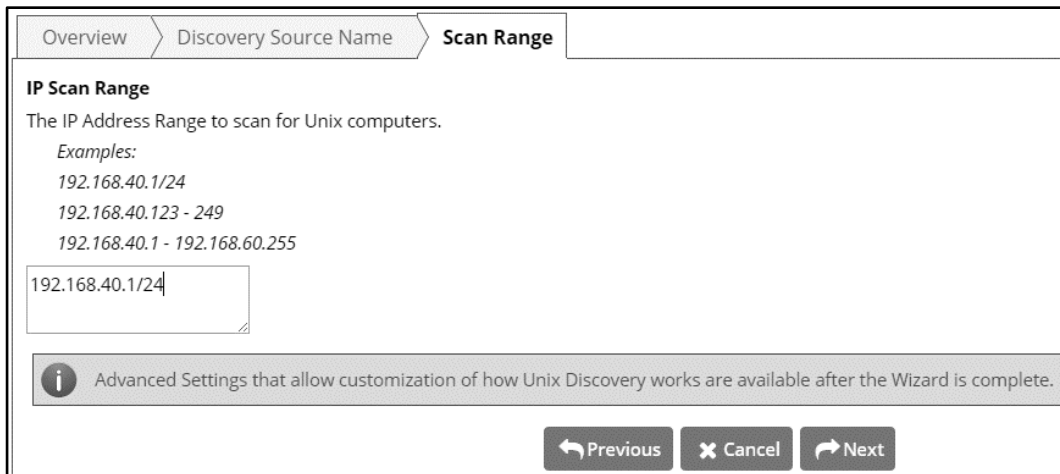 Overview
Discovery Source Name
Scan Range
IP Scan Range
The IP Address Range to scan for Unix computers.
Examples:
192.168.40.1/24
192.168.40.123 - 249
192.168.40.1 - 192.168.60.255
192.168.40.1/24
Advanced Settings that allow customization of how Unix Discovery works are available after the Wizard is complete.
Previous
Cancel
Next